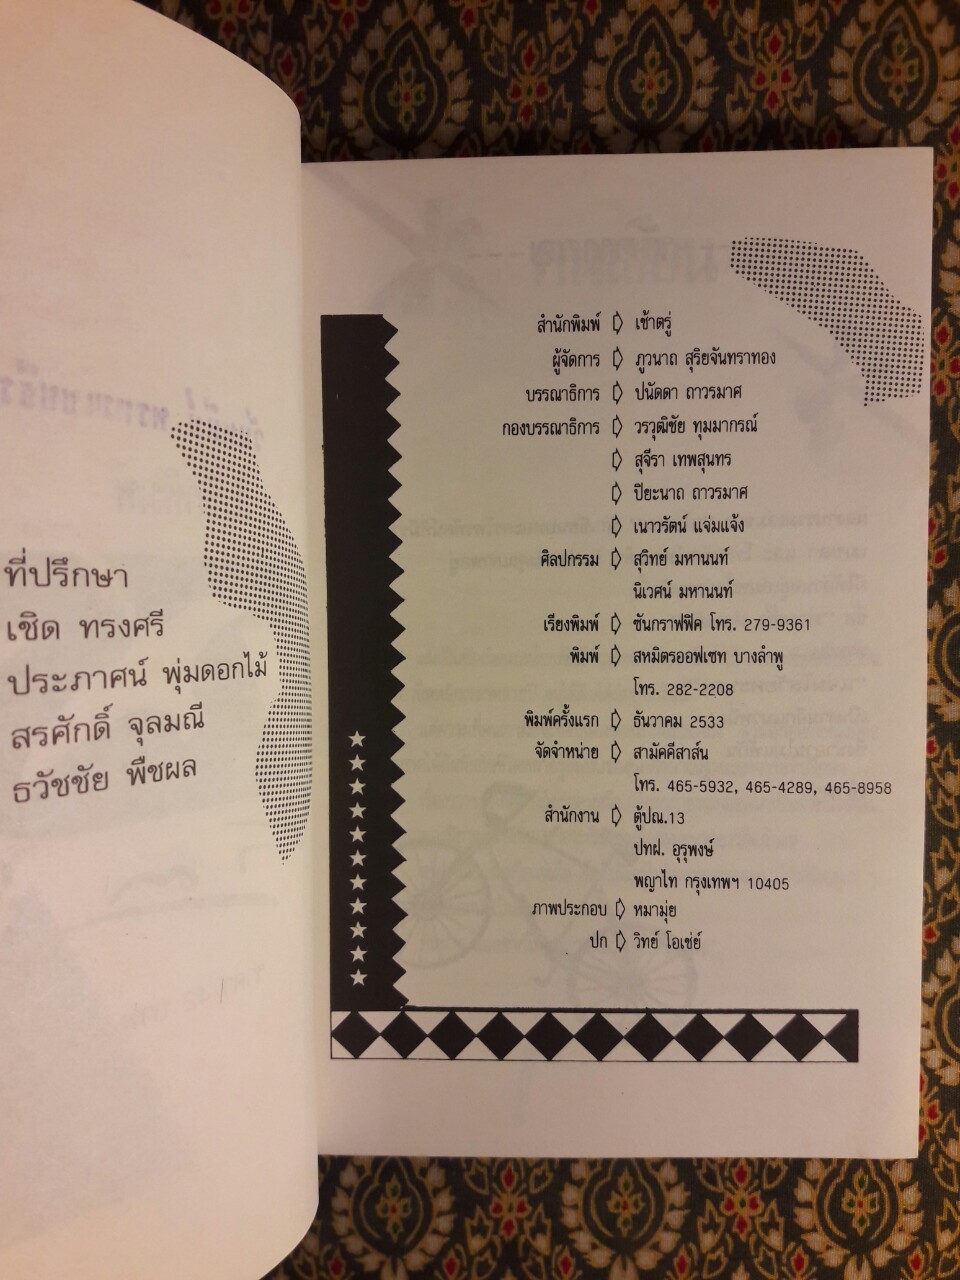 ที่ปรึกษา
เชิด ทรงศรี
ประภาศน์ พุ่มดอกไม้
สรศักดิ์ จุลมณี
ธวัชชัย พืชผล
สำนักพิมพ์ เช้าตรู่
ผู้จัดการ ภูวนาถ สุริยจันทราทอง
บรรณาธิการ ปนัดดา ถาวรมาศ
กองบรรณาธิการ วรวุฒิชัย ทุมมากรณ์
สุจีรา เทพสุนทร
ปิยะนาถ ถาวรมาศ
เนาวรัตน์ แจ่มแจ้ง
ศิลปกรรม สุวิทย์ มหานนท์
นิเวศน์ มหานนท์
เรียงพิมพ์ ซันกราฟฟิค โทร. 279-9361
พิมพ์ สหมิตรออฟเซท บางลำพู
โทร. 282-2208
พิมพ์ครั้งแรก ธันวาคม 2533
จัดจำหน่าย สามัคคีสาส์น
โทร. 465-5932, 465-4289, 465-8958
สำนักงาน ตู้ปณ.13
ปทฝ. อุรุพงษ์
พญาไท กรุงเทพฯ 10405
ภาพประกอบ หมามุ่ย
ปก วิทย์ โอเช่ย์